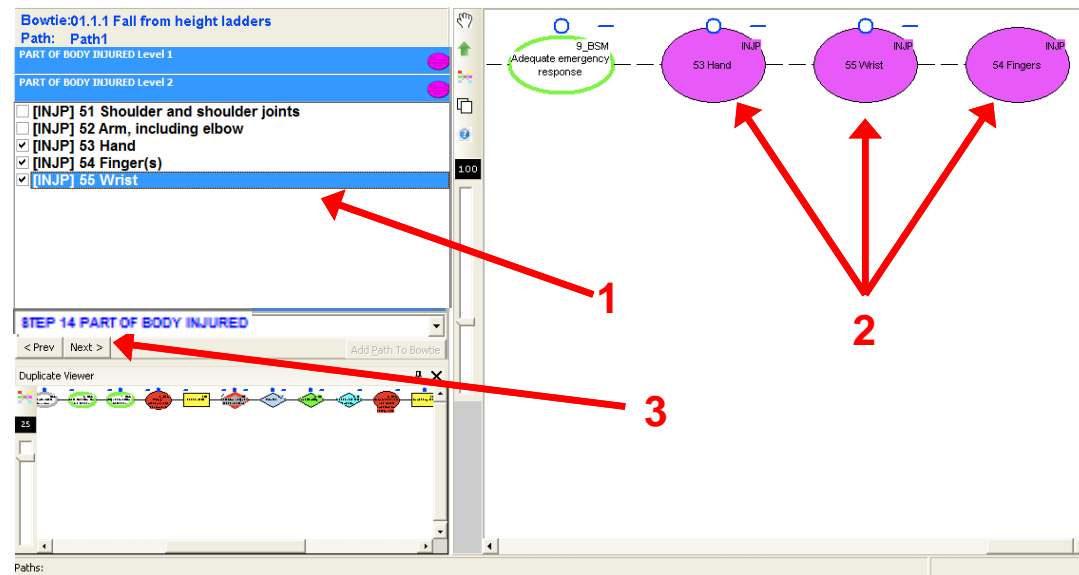 Bowtie:01.1.1 Fall from height ladders
Path: Path1
PART OF BODY INJURED Level 1
PART OF BODY INJURED Level 2
[INJP] 51 Shoulder and shoulder joints
[INJP] 52 Arm, including elbow
[INJP] 53 Hand
[INJP] 54 Finger(s)
[INJP] 55 Wrist
STEP 14 PART OF BODY INJURED
< Prev
Next >
Add Path To Bowtie
Duplicate Viewer
25
Paths:
100
9_BSM
Adequate emergency
response
INJP
53 Hand
INJP
55 Wrist
INJP
54 Fingers
1
2
3